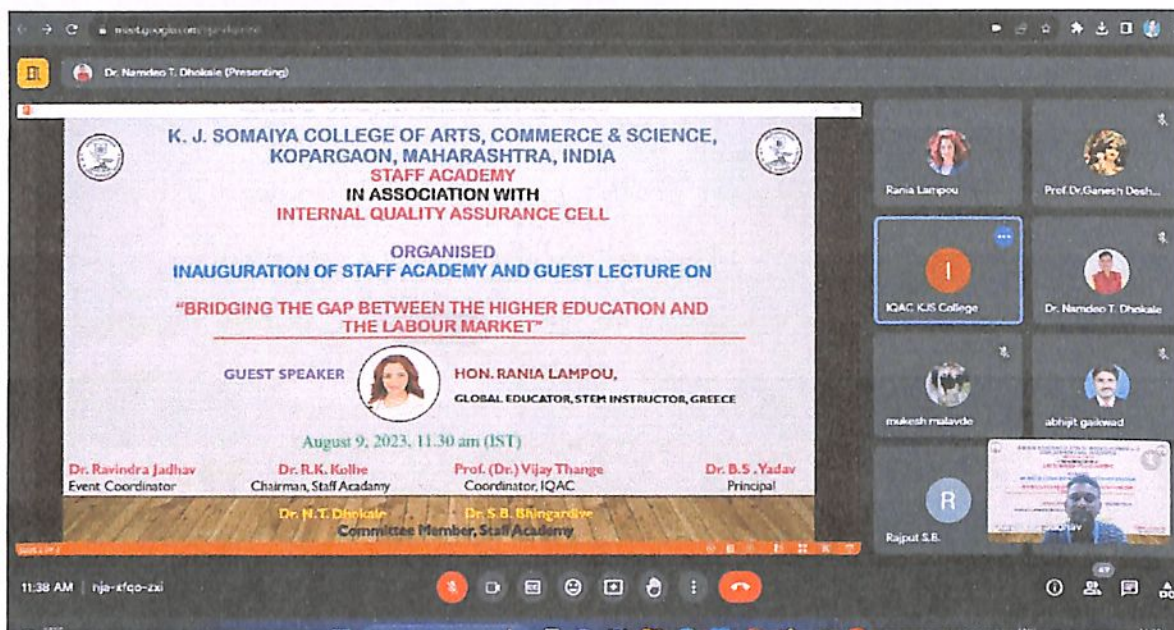 meet.google.com
Dr. Namdeo T. Dhokale (Presenting)
K. J. SOMAIYA COLLEGE OF ARTS, COMMERCE & SCIENCE,
KOPARGAON, MAHARASHTRA, INDIA
STAFF ACADEMY
IN ASSOCIATION WITH
INTERNAL QUALITY ASSURANCE CELL
ORGANISED
INAUGURATION OF STAFF ACADEMY AND GUEST LECTURE ON
“BRIDGING THE GAP BETWEEN THE HIGHER EDUCATION AND
THE LABOUR MARKET”
GUEST SPEAKER
HON. RANIA LAMPOU,
GLOBAL EDUCATOR, STEM INSTRUCTOR, GREECE
August 9, 2023, 11.30 am (IST)
Dr. Ravindra Jadhav Dr. R.K. Kolhe Prof. (Dr.) Vijay Thange Dr. B.S .Yadav
Event Coordinator Chairman, Staff Acadamy Coordinator, IQAC Principal
Dr. N.T. Dhokale Dr. S.B. Bhingardive
Committee Member, Staff Academy
Rania Lampou
Prof.Dr.Ganesh Desh...
I
IQAC KJS College
Dr. Namdeo T. Dhokale
mukesh malavde
abhijit gaikwad
R
Rajput S.B.
11:38 AM | nja-xfqo-zxi
47